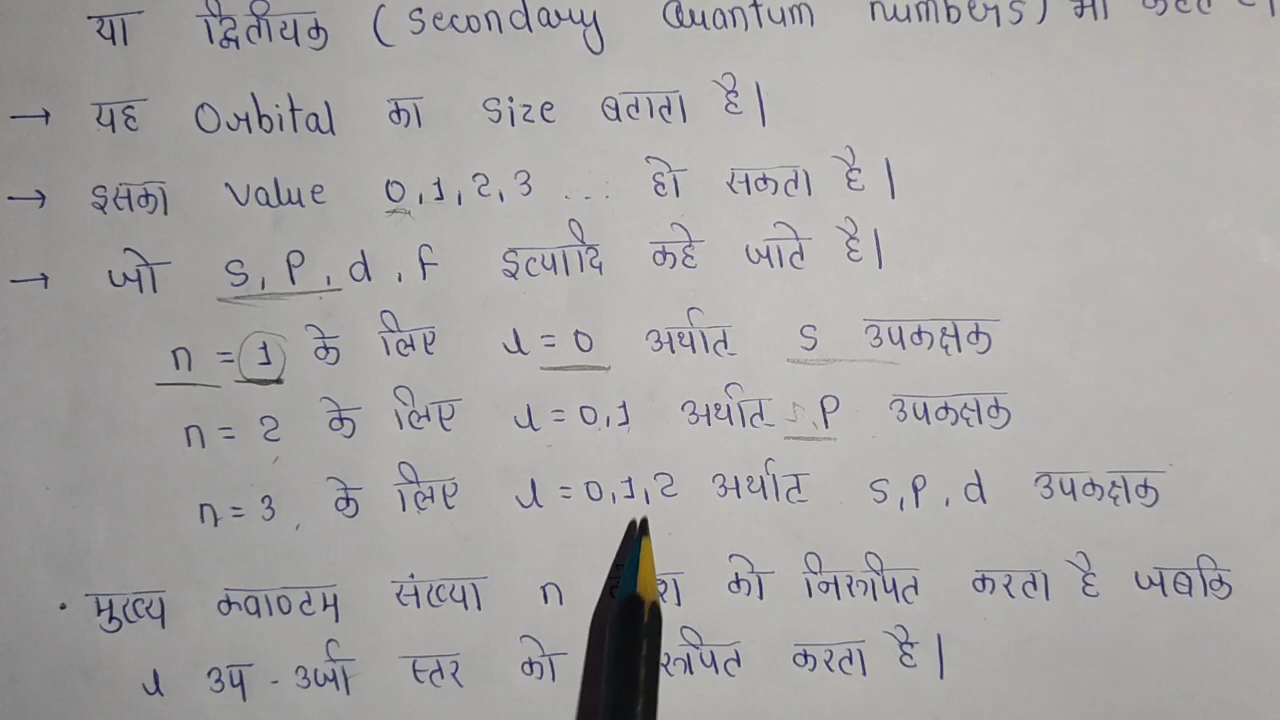 या द्वितीयक (Secondary Quantum numbers) भी कहते
→ यह Orbital का size बताता है।
→ इसका value 0,1,2,3 ... हो सकता है।
→ जो s, p, d, f इत्यादि कहे जाते है।
n = 1 के लिए l = 0 अर्थात s उपकक्षक
n = 2 के लिए l = 0,1 अर्थात s,p उपकक्षक
n = 3 के लिए l = 0,1,2 अर्थात s,p,d उपकक्षक
• मुख्य क्वाण्टम संख्या n को निरूपित करता है जबकि
l उप - उर्जा स्तर को रूपित करता है।